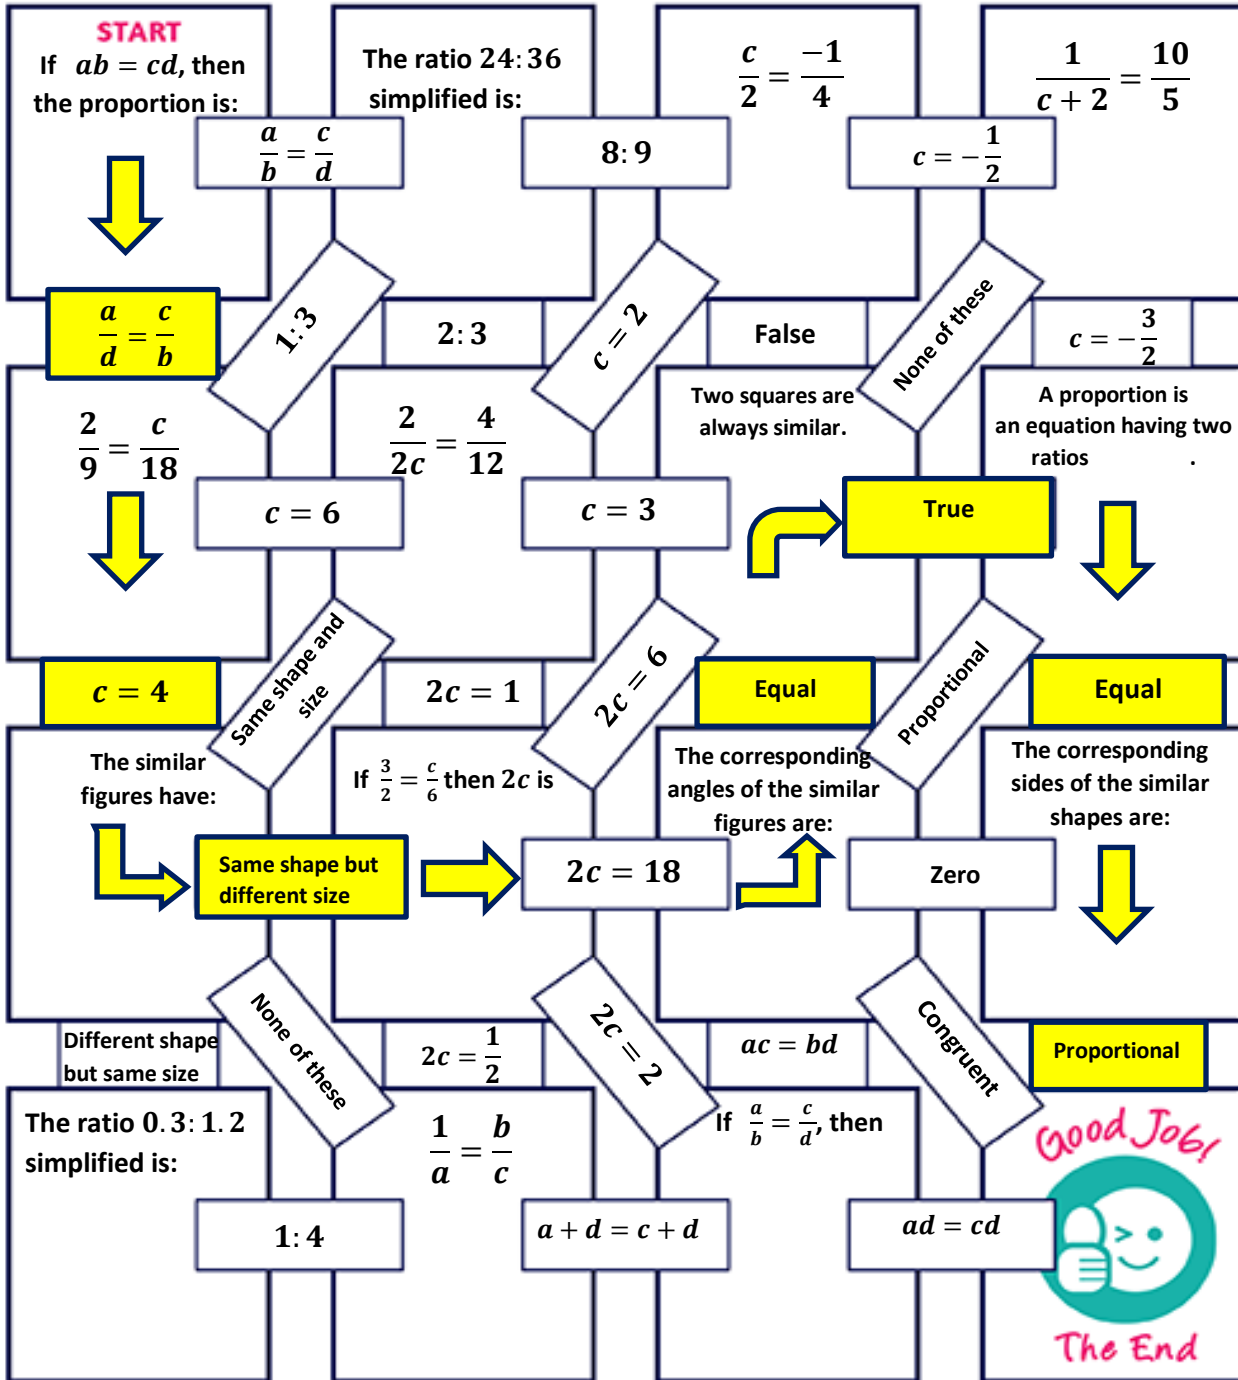 START
If ab = cd, then
the proportion is:
The ratio 24: 36
simplified is:
c/2 = −1/4
1/(c + 2) = 10/5
a/b = c/d
8: 9
c = −1/2
a/d = c/b
1: 3
2: 3
c = 2
False
None of these
c = −3/2
2/9 = c/18
2/2c = 4/12
Two squares are
always similar.
A proportion is
an equation having two
ratios .
c = 6
c = 3
True
c = 4
Same shape and
size
2c = 1
2c = 6
Equal
Proportional
Equal
The similar
figures have:
If 3/2 = c/6 then 2c is
The corresponding
angles of the similar
figures are:
The corresponding
sides of the similar
shapes are:
Same shape but
different size
2c = 18
Zero
Different shape
but same size
None of these
2c = 1/2
2c = 2
ac = bd
Congruent
Proportional
The ratio 0. 3: 1. 2
simplified is:
1/a = b/c
If a/b = c/d, then
Good Job!
1: 4
a + d = c + d
ad = cd
The End